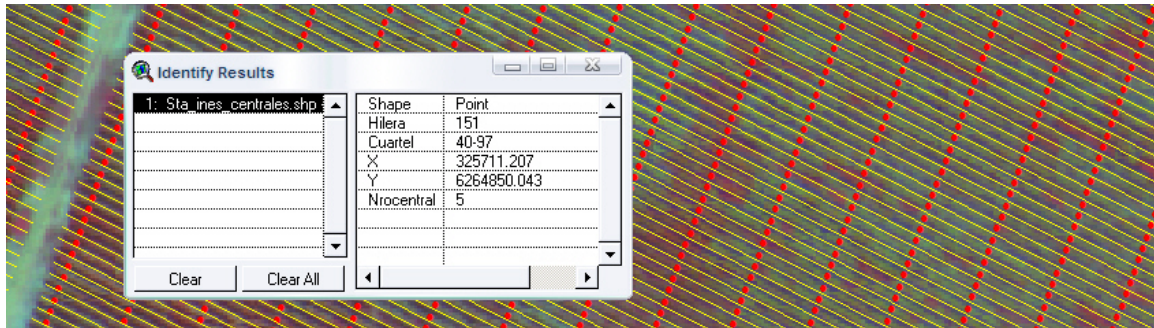 Identify Results
1: Sta_ines_centrales.shp
Shape Point
Hilera 151
Cuartel 40-97
X 325711.207
Y 6264850.043
Nrocentral 5
Clear Clear All